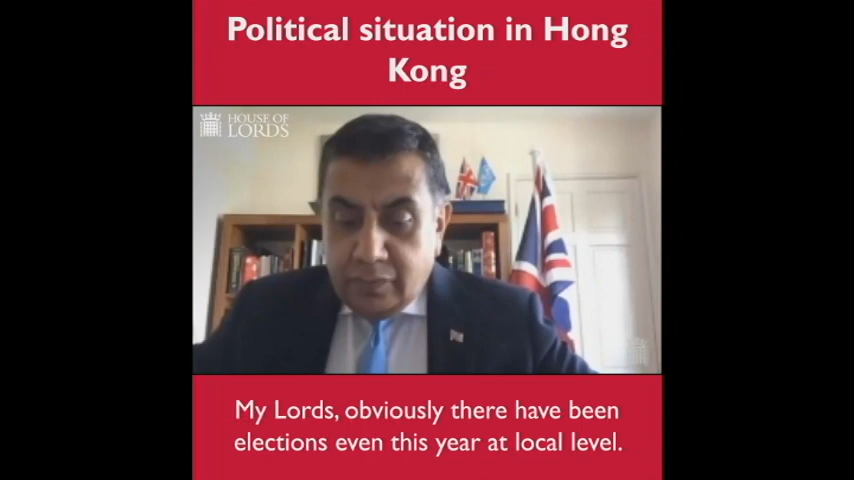 Political situation in Hong
Kong
HOUSE OF
LORDS
My Lords, obviously there have been
elections even this year at local level.